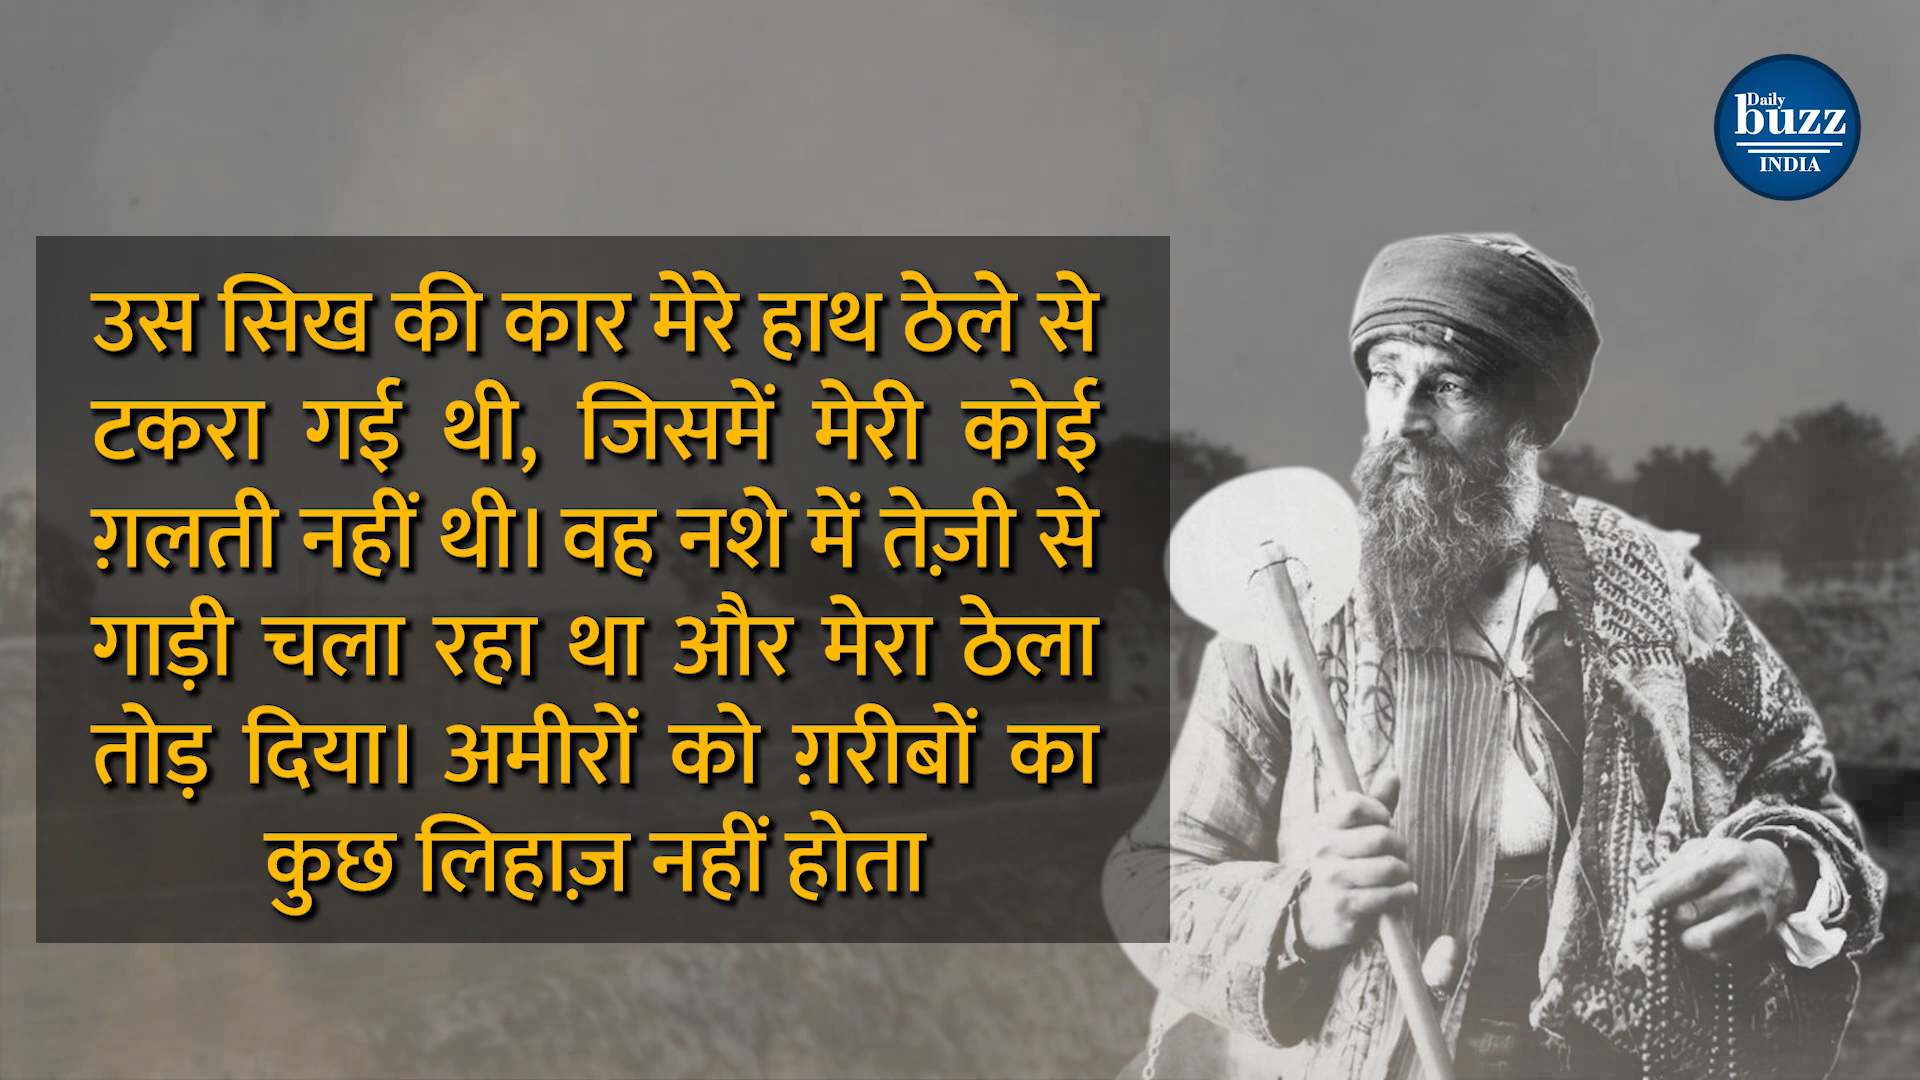 Daily
buzz
INDIA
उस सिख की कार मेरे हाथ ठेले से
टकरा गई थी, जिसमें मेरी कोई
ग़लती नहीं थी। वह नशे में तेज़ी से
गाड़ी चला रहा था और मेरा ठेला
तोड़ दिया। अमीरों को ग़रीबों का
कुछ लिहाज़ नहीं होता